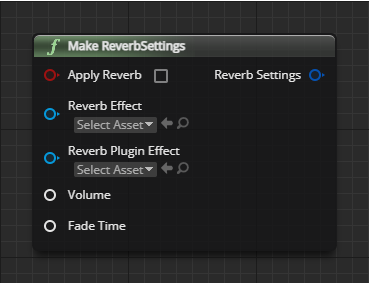 f Make ReverbSettings
Apply Reverb Reverb Settings
Reverb Effect
Select Asset
Reverb Plugin Effect
Select Asset
Volume
Fade Time